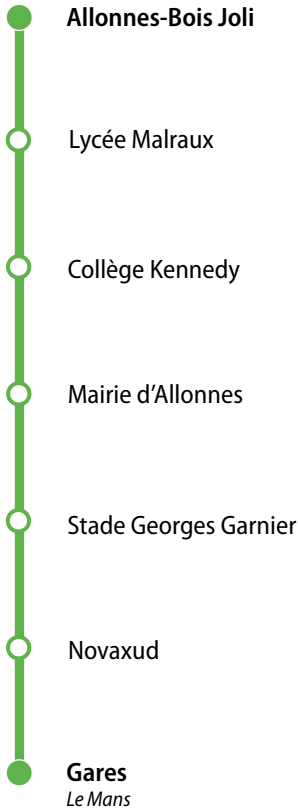 Allonnes-Bois Joli
Lycée Malraux
Collège Kennedy
Mairie d'Allonnes
Stade Georges Garnier
Novaxud
Gares
Le Mans